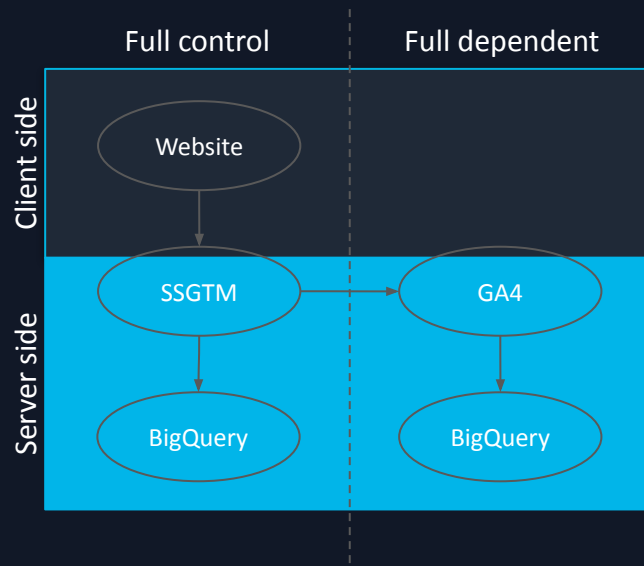 Full control
Full dependent
Client side
Website
Server side
SSGTM
GA4
BigQuery
BigQuery